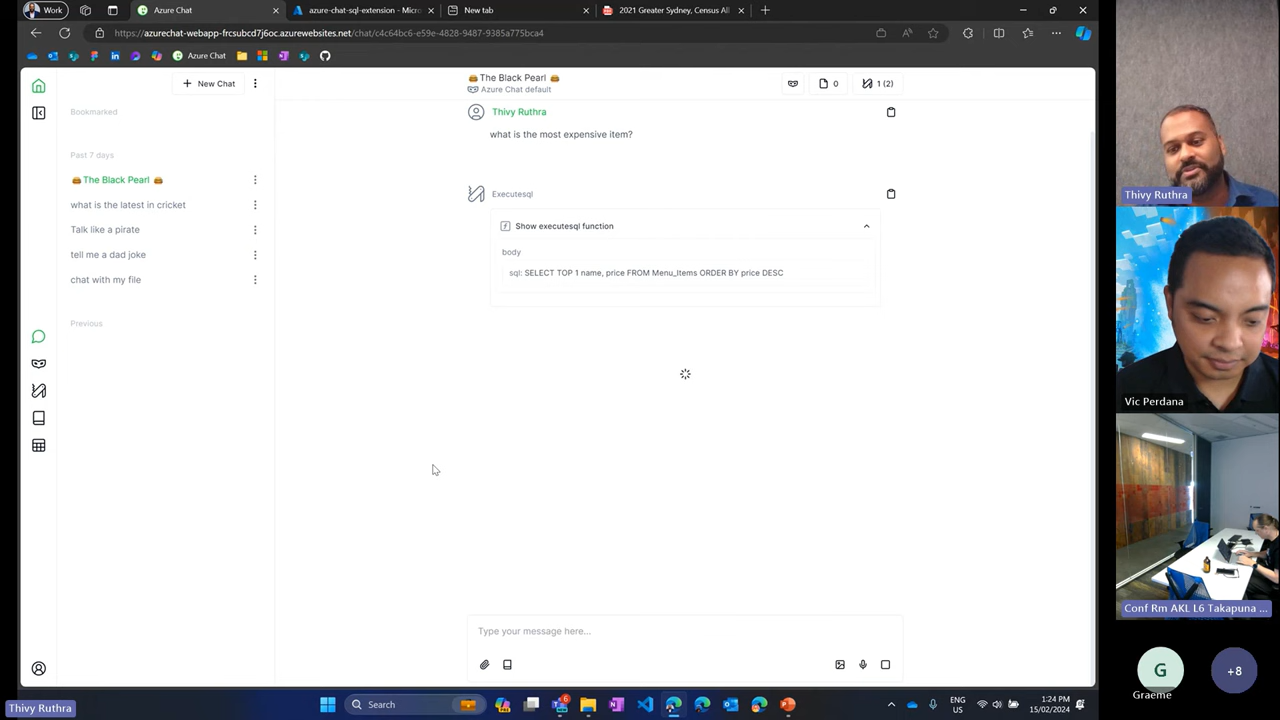 Work
Azure Chat
azure-chat-sql-extension - Micro
New tab
2021 Greater Sydney, Census All
https://azurechat-webapp-frcsubcd7j6oc.azurewebsites.net/chat/c4c64bc6-e59e-4828-9487-9385a775bca4
Azure Chat
New Chat
Bookmarked
Past 7 days
The Black Pearl
what is the latest in cricket
Talk like a pirate
tell me a dad joke
chat with my file
Previous
The Black Pearl
Azure Chat default
0
1 (2)
Thivy Ruthra
what is the most expensive item?
Executesql
Show executesql function
body
sql: SELECT TOP 1 name, price FROM Menu_Items ORDER BY price DESC
Type your message here...
Thivy Ruthra
Vic Perdana
Conf Rm AKL L6 Takapuna ...
G
Graeme
+8
Thivy Ruthra
Search
6
ENG
US
1:24 PM
15/02/2024